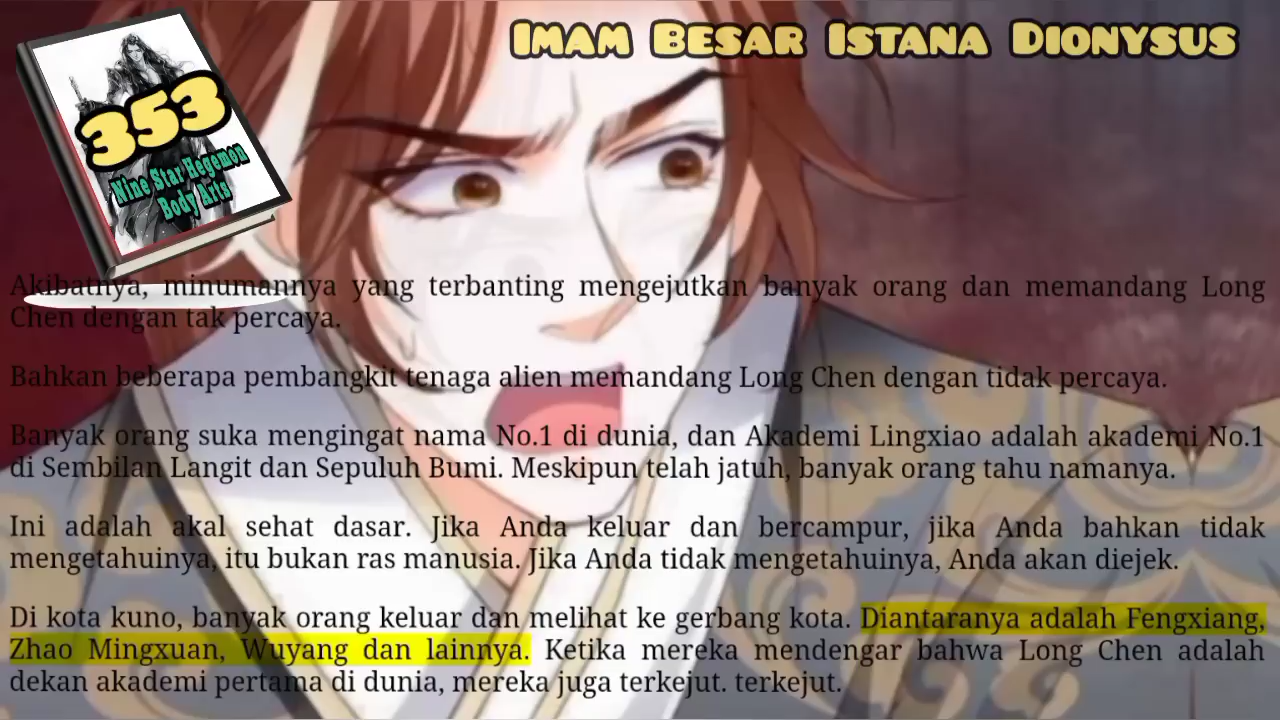 Imam Besar Istana Dionysus
353
Nine Star Hegemon
Body Arts
Akibatnya, minumannya yang terbanting mengejutkan banyak orang dan memandang Long
Chen dengan tak percaya.
Bahkan beberapa pembangkit tenaga alien memandang Long Chen dengan tidak percaya.
Banyak orang suka mengingat nama No.1 di dunia, dan Akademi Lingxiao adalah akademi No.1
di Sembilan Langit dan Sepuluh Bumi. Meskipun telah jatuh, banyak orang tahu namanya.
Ini adalah akal sehat dasar. Jika Anda keluar dan bercampur, jika Anda bahkan tidak
mengetahuinya, itu bukan ras manusia. Jika Anda tidak mengetahuinya, Anda akan diejek.
Di kota kuno, banyak orang keluar dan melihat ke gerbang kota. Diantaranya adalah Fengxiang,
Zhao Mingxuan, Wuyang dan lainnya. Ketika mereka mendengar bahwa Long Chen adalah
dekan akademi pertama di dunia, mereka juga terkejut. terkejut.